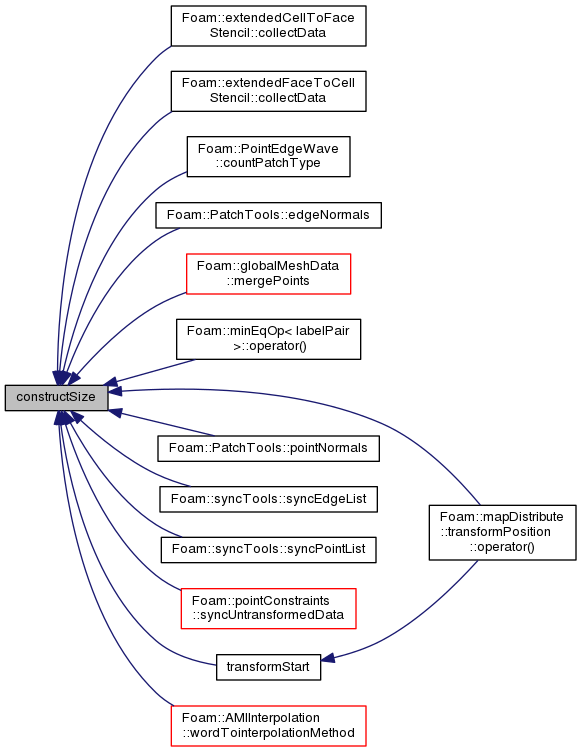 Foam::extendedCellToFace
Stencil::collectData
Foam::extendedFaceToCell
Stencil::collectData
Foam::PointEdgeWave
::countPatchType
Foam::PatchTools::edgeNormals
Foam::globalMeshData
::mergePoints
Foam::minEqOp< labelPair
>::operator()
constructSize
Foam::PatchTools::pointNormals
Foam::syncTools::syncEdgeList
Foam::mapDistribute
::transformPosition
::operator()
Foam::syncTools::syncPointList
Foam::pointConstraints
::syncUntransformedData
transformStart
Foam::AMIInterpolation
::wordTointerpolationMethod